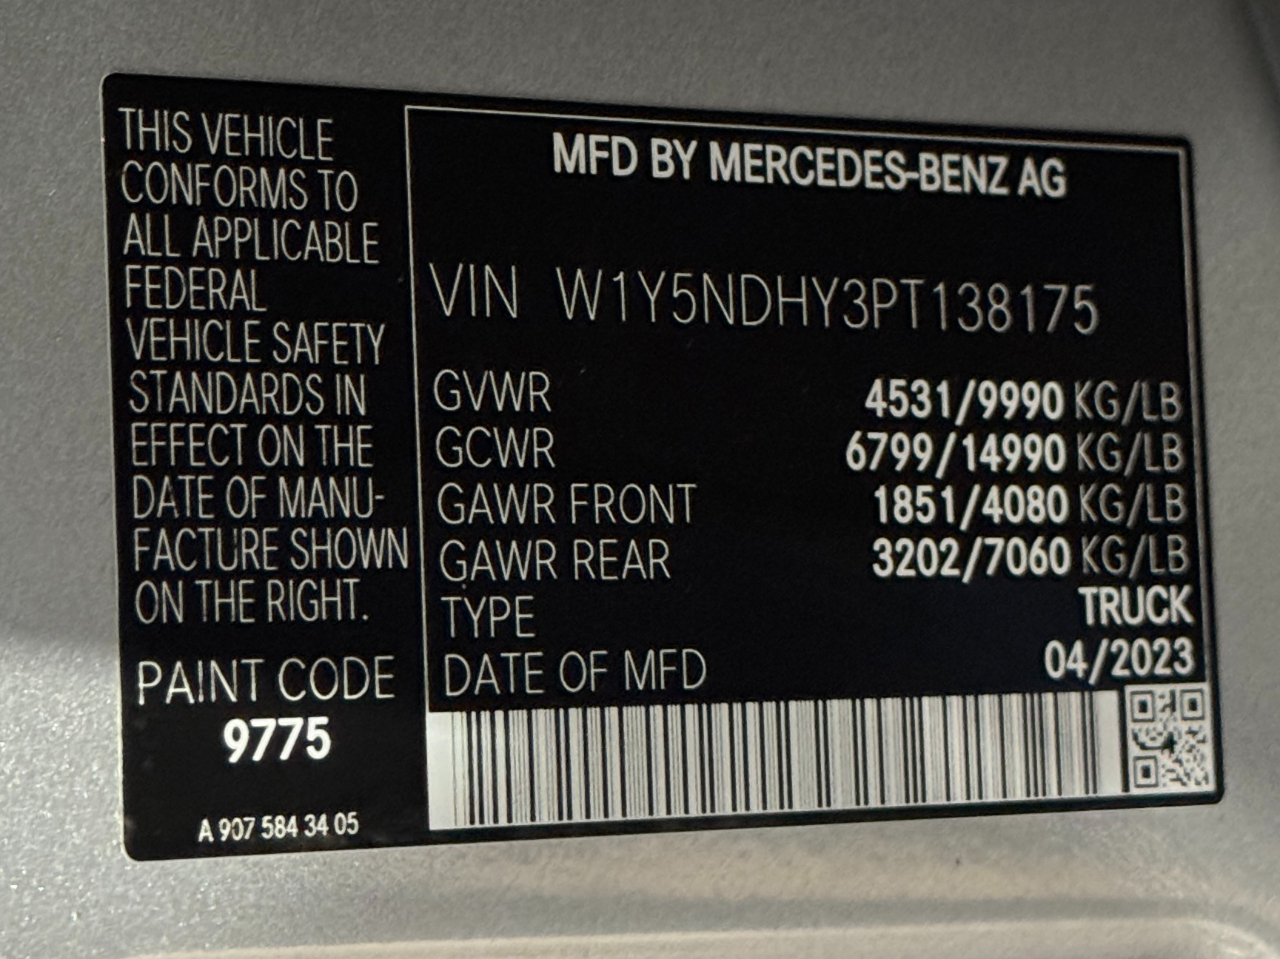 THIS VEHICLE
CONFORMS TO
ALL APPLICABLE
FEDERAL
VEHICLE SAFETY
STANDARDS IN
EFFECT ON THE
DATE OF MANU-
FACTURE SHOWN
ON THE RIGHT.
PAINT CODE
9775
A 907 584 34 05
MFD BY MERCEDES-BENZ AG
VIN W1Y5NDHY3PT138175
GVWR 4531/9990 KG/LB
GCWR 6799/14990 KG/LB
GAWR FRONT 1851/4080 KG/LB
GAWR REAR 3202/7060 KG/LB
TYPE TRUCK
DATE OF MFD 04/2023